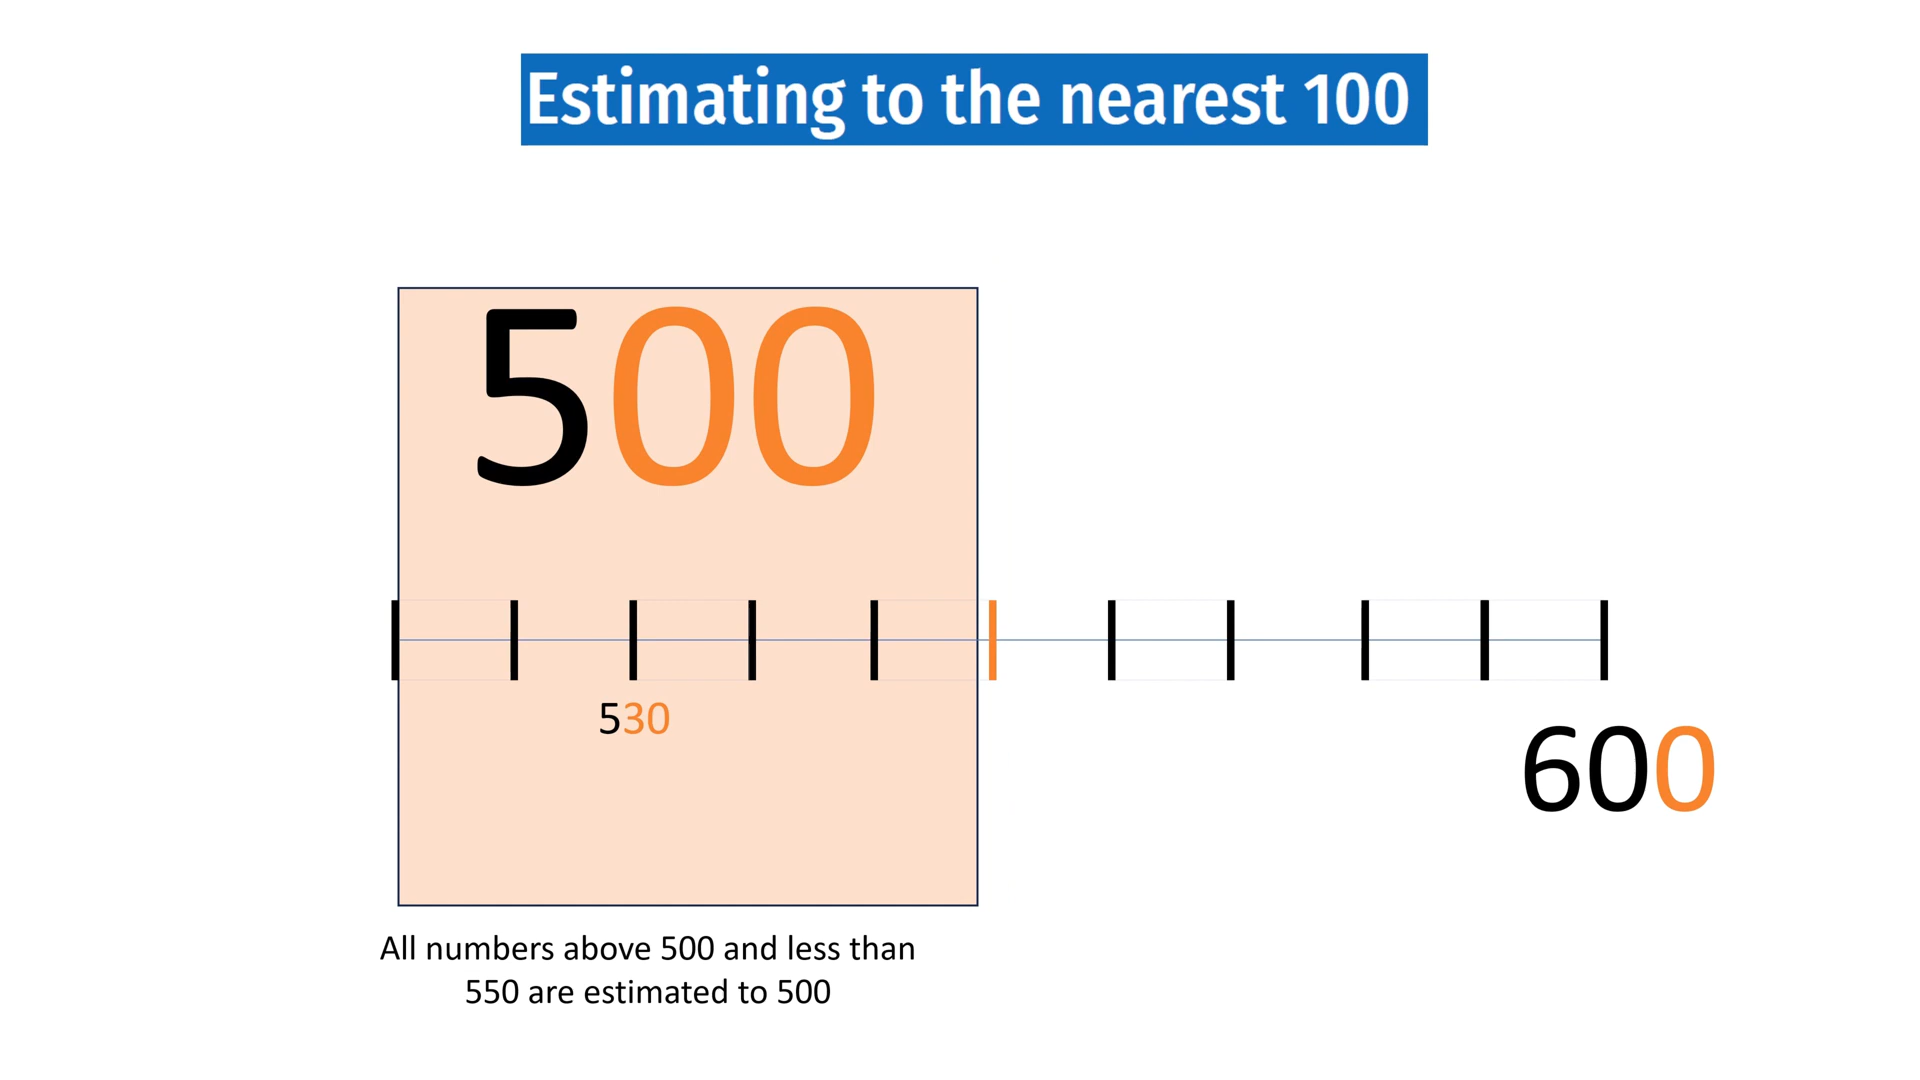 Estimating to the nearest 100
500
530
600
All numbers above 500 and less than
550 are estimated to 500